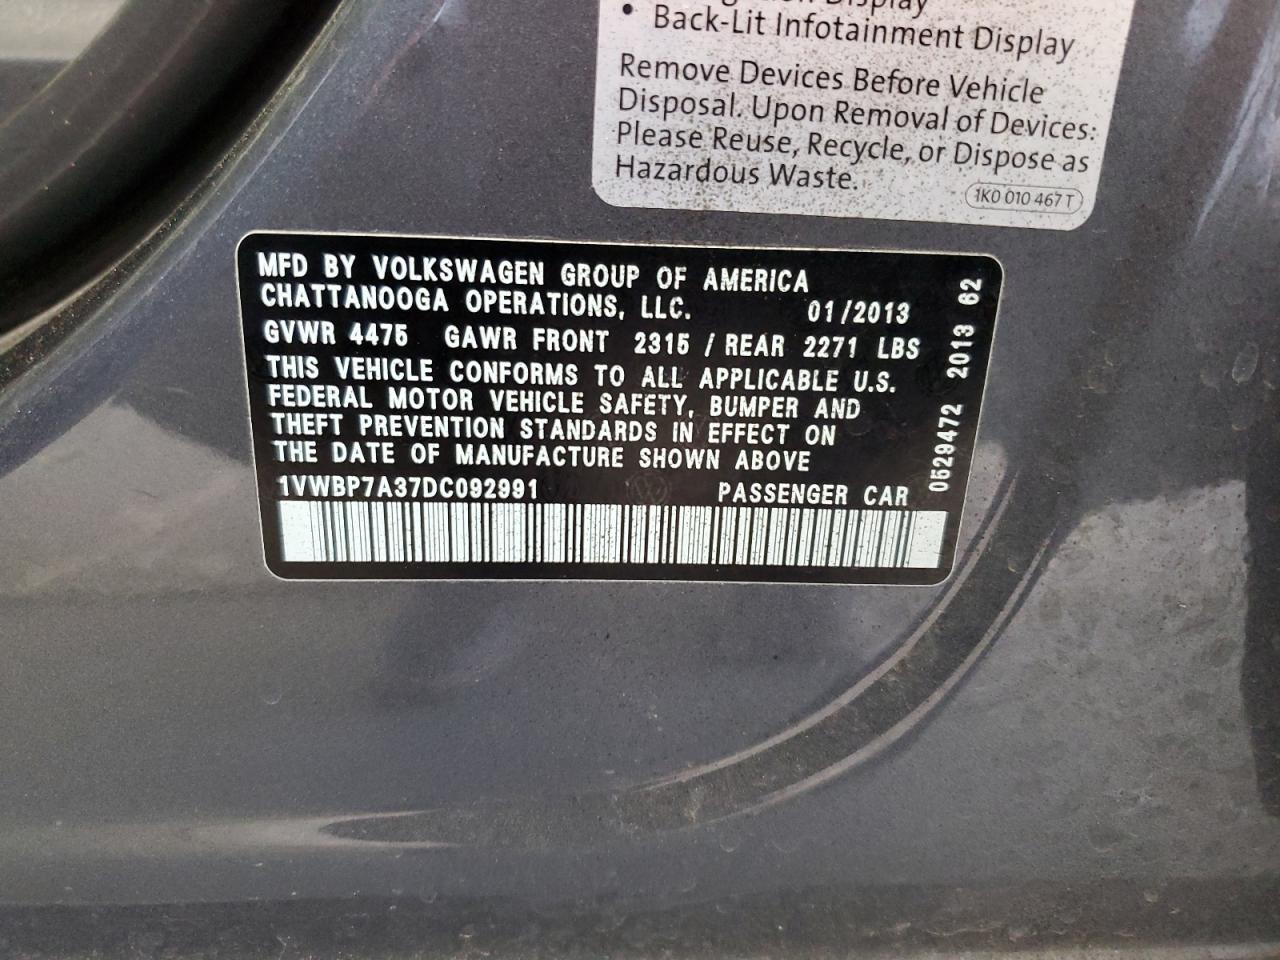 Display
• Back-Lit Infotainment Display
Remove Devices Before Vehicle
Disposal. Upon Removal of Devices:
Please Reuse, Recycle, or Dispose as
Hazardous Waste.
1K0 010 467 T
MFD BY VOLKSWAGEN GROUP OF AMERICA
CHATTANOOGA OPERATIONS, LLC. 01/2013
GVWR 4475 GAWR FRONT 2315 / REAR 2271 LBS
THIS VEHICLE CONFORMS TO ALL APPLICABLE U.S.
FEDERAL MOTOR VEHICLE SAFETY, BUMPER AND
THEFT PREVENTION STANDARDS IN EFFECT ON
THE DATE OF MANUFACTURE SHOWN ABOVE
1VWBP7A37DC092991 PASSENGER CAR
0529472 2013 62